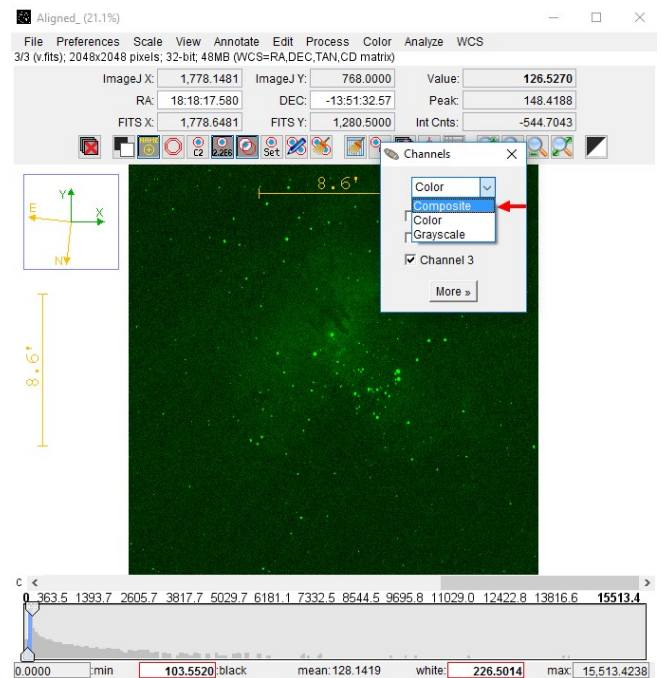 Aligned_ (21.1%)
File Preferences Scale View Annotate Edit Process Color Analyze WCS
3/3 (v.fits); 2048x2048 pixels; 32-bit; 48MB (WCS=RA,DEC,TAN,CD matrix)
ImageJ X: 1,778.1481 ImageJ Y: 768.0000 Value: 126.5270
RA: 18:18:17.580 DEC: -13:51:32.57 Peak: 148.4188
FITS X: 1,778.6481 FITS Y: 1,280.5000 Int Cnts: -544.7043
NAME C2 2.2E6 Set
Channels
8.6'
Color
Composite
Color
Grayscale
Channel 3
More »
Y
E X
N
8.6'
C
0 363.5 1393.7 2605.7 3817.7 5029.7 6181.1 7332.5 8544.5 9695.8 11029.0 12422.8 13816.6 15513.4
0.0000 :min 103.5520 :black mean: 128.1419 white: 226.5014 max: 15,513.4238